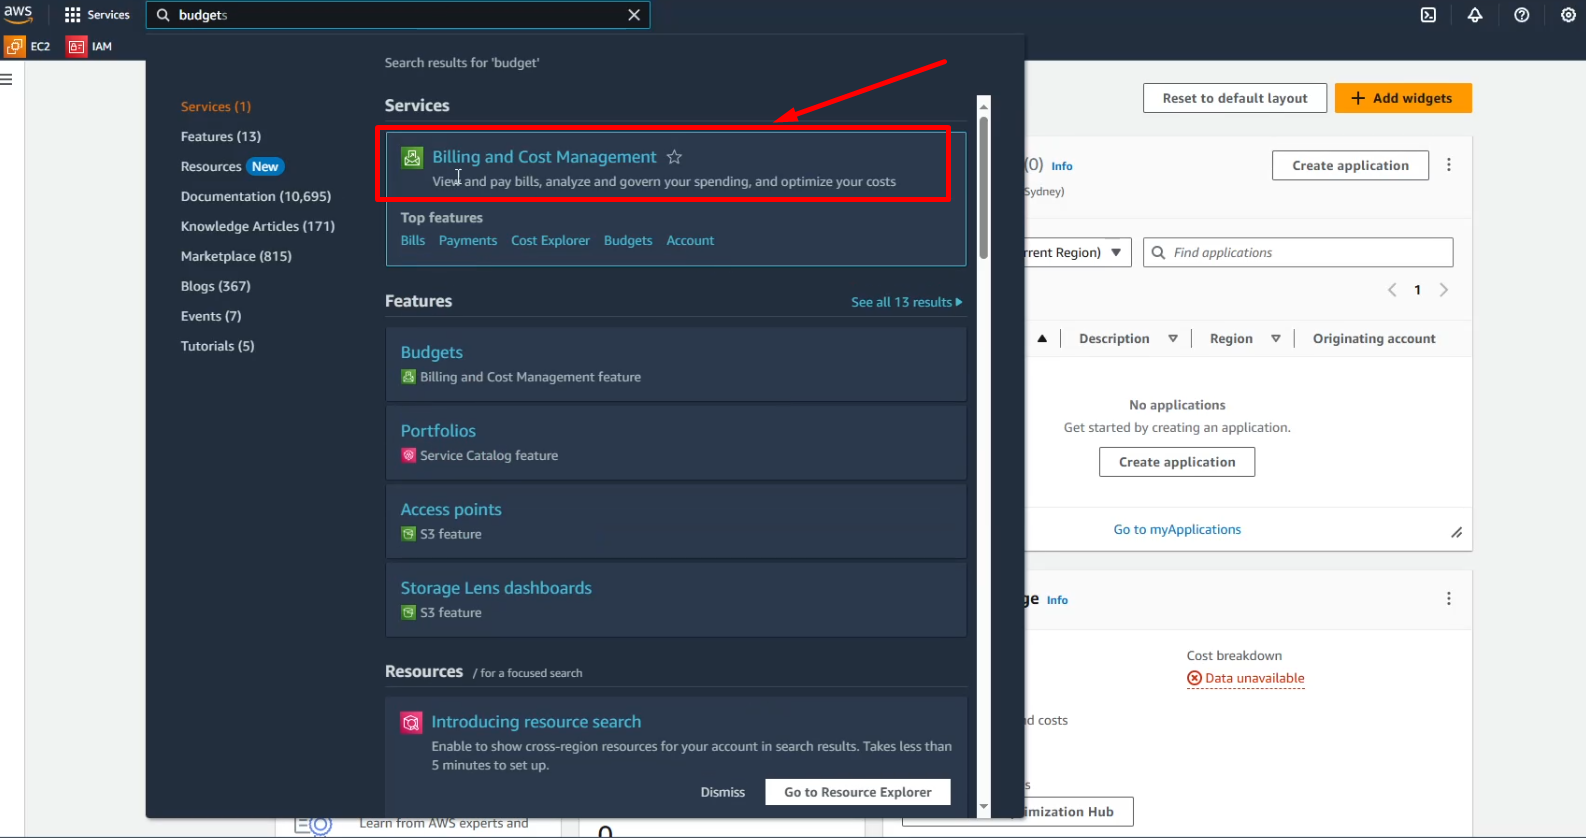 aws
Services
budgets
EC2
IAM
Search results for 'budget'
Services (1)
Features (13)
Resources New
Documentation (10,695)
Knowledge Articles (171)
Marketplace (815)
Blogs (367)
Events (7)
Tutorials (5)
Services
Billing and Cost Management
View and pay bills, analyze and govern your spending, and optimize your costs
Top features
Bills Payments Cost Explorer Budgets Account
Features
See all 13 results
Budgets
Billing and Cost Management feature
Portfolios
Service Catalog feature
Access points
S3 feature
Storage Lens dashboards
S3 feature
Resources / for a focused search
Introducing resource search
Enable to show cross-region resources for your account in search results. Takes less than
5 minutes to set up.
Dismiss
Go to Resource Explorer
Reset to default layout
+ Add widgets
(0) Info
Sydney)
Create application
rrent Region)
Find applications
1
Description
Region
Originating account
No applications
Get started by creating an application.
Create application
Go to myApplications
ge Info
Cost breakdown
Data unavailable
d costs
s
imization Hub
Learn from AWS experts and
0